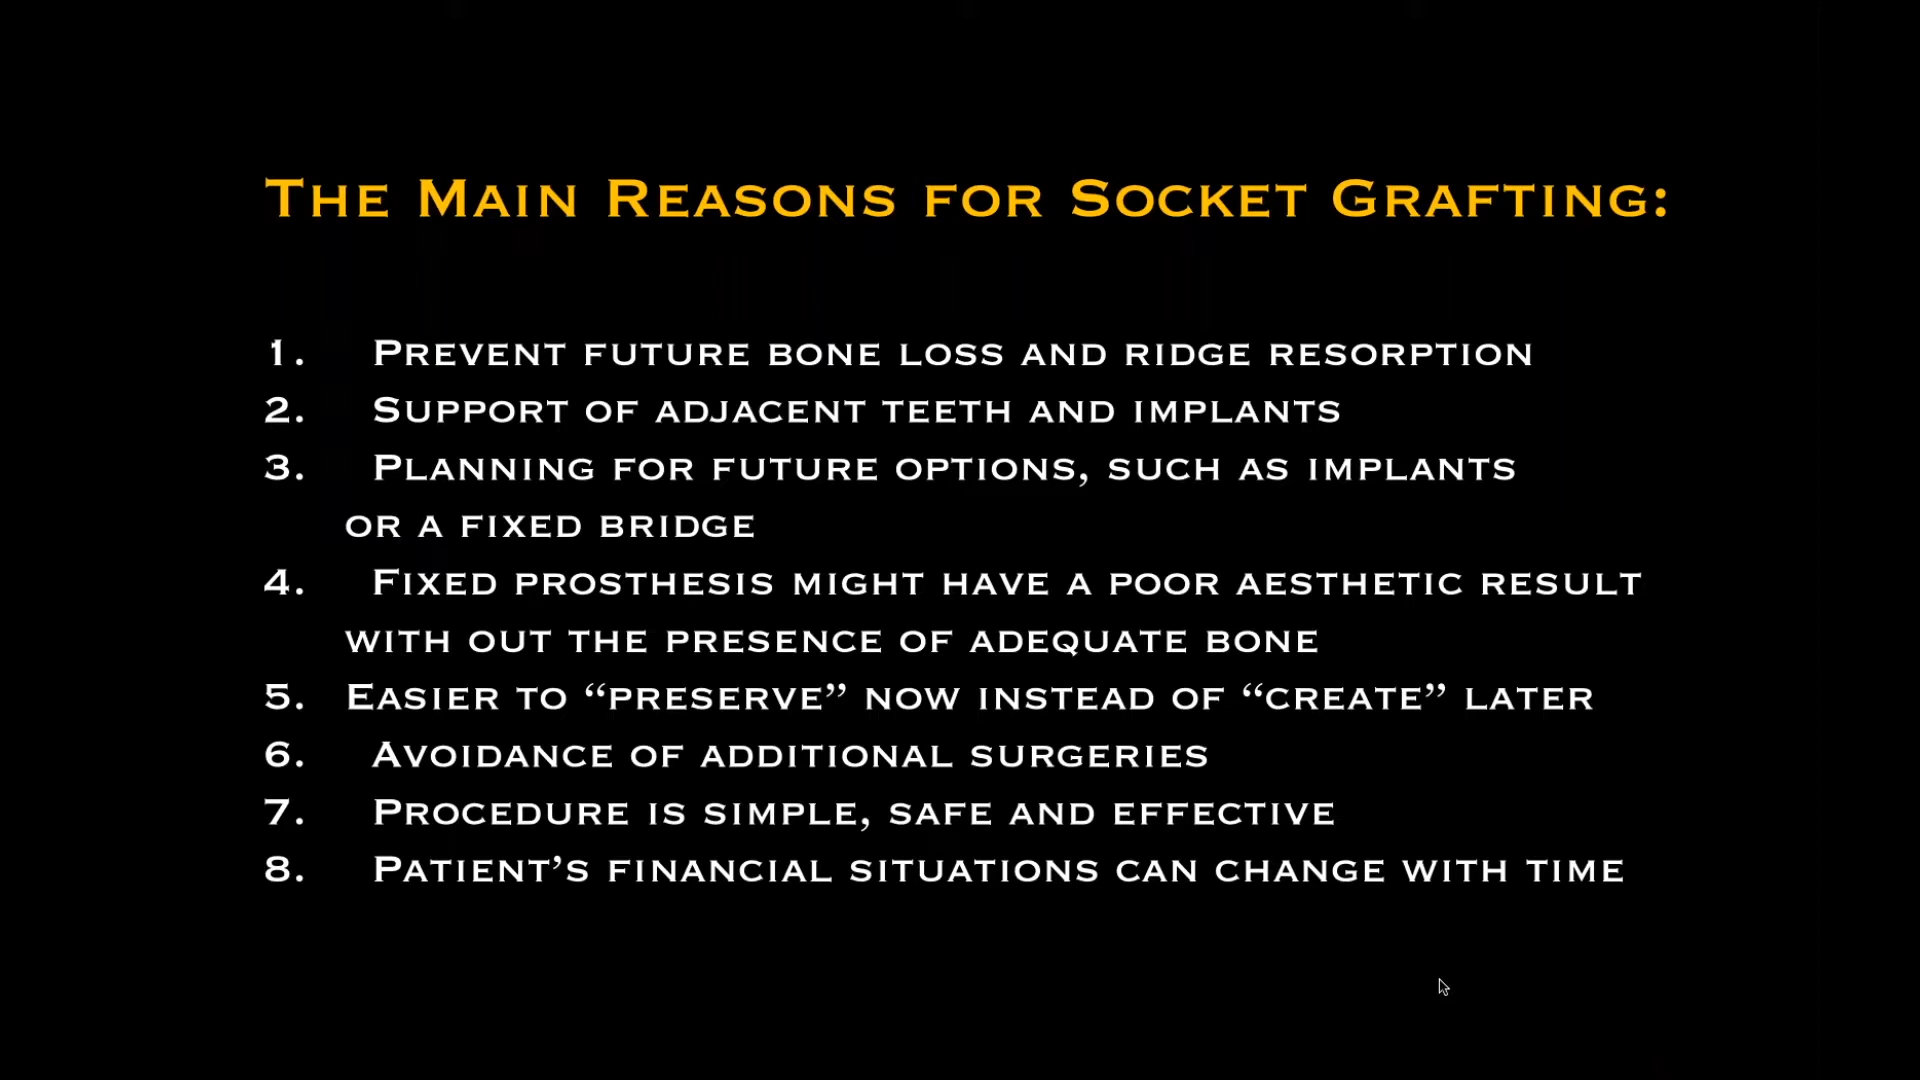 The Main Reasons for Socket Grafting:
1. Prevent future bone loss and ridge resorption
2. Support of adjacent teeth and implants
3. Planning for future options, such as implants
or a fixed bridge
4. Fixed prosthesis might have a poor aesthetic result
with out the presence of adequate bone
5. Easier to “preserve” now instead of “create” later
6. Avoidance of additional surgeries
7. Procedure is simple, safe and effective
8. Patient’s financial situations can change with time